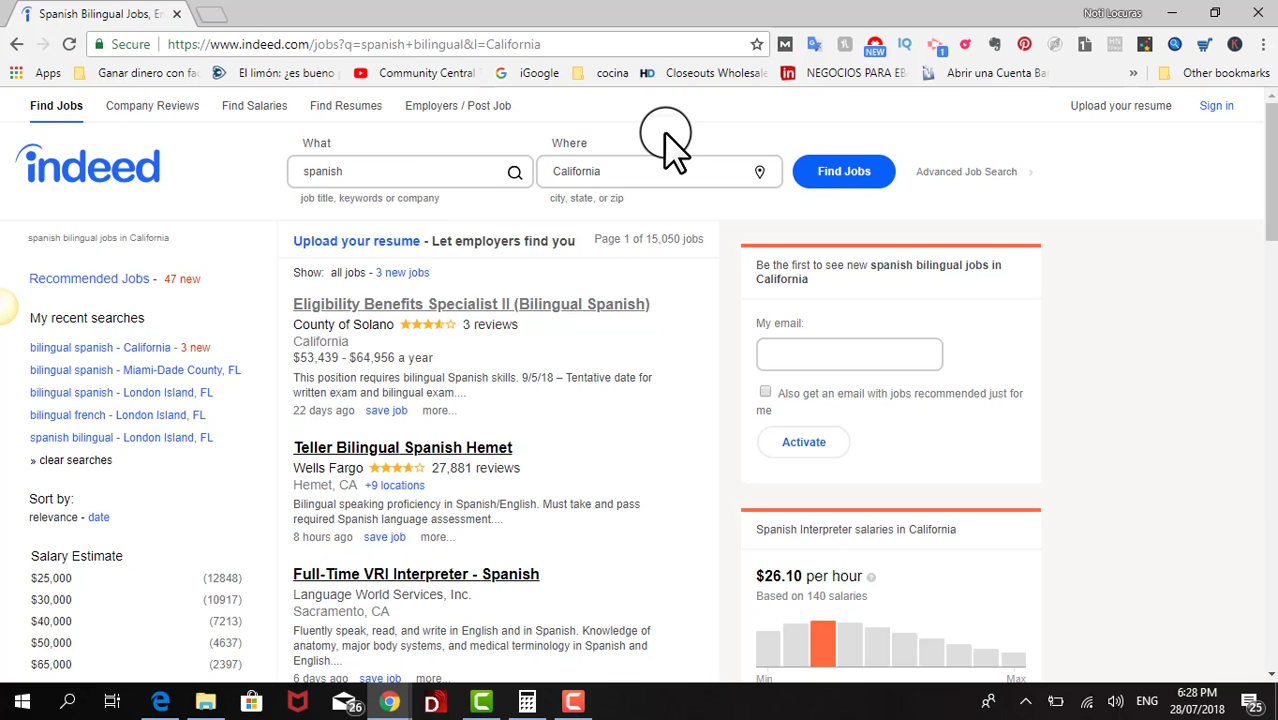 Spanish Bilingual Jobs, En
Noti Locuras
Secure
https://www.indeed.com/jobs?q=spanish+bilingual&l=California
NEW
1
K
Apps
Ganar dinero con fac
El limón: ¿es bueno
Community Central
iGoogle
cocina
HD Closeouts Wholesale
in NEGOCIOS PARA EB
Abrir una Cuenta Ba
»
Other bookmarks
Find Jobs
Company Reviews
Find Salaries
Find Resumes
Employers / Post Job
Upload your resume
Sign in
indeed
What
Where
spanish
California
Find Jobs
Advanced Job Search
job title, keywords or company
city, state, or zip
spanish bilingual jobs in California
Recommended Jobs - 47 new
My recent searches
bilingual spanish - California - 3 new
bilingual spanish - Miami-Dade County, FL
bilingual spanish - London Island, FL
bilingual french - London Island, FL
spanish bilingual - London Island, FL
» clear searches
Sort by:
relevance - date
Salary Estimate
$25,000 (12848)
$30,000 (10917)
$40,000 (7213)
$50,000 (4637)
$65,000 (2397)
Upload your resume - Let employers find you
Page 1 of 15,050 jobs
Show: all jobs - 3 new jobs
Eligibility Benefits Specialist II (Bilingual Spanish)
County of Solano 3 reviews
California
$53,439 - $64,956 a year
This position requires bilingual Spanish skills. 9/5/18 – Tentative date for
written exam and bilingual exam....
22 days ago save job more...
Teller Bilingual Spanish Hemet
Wells Fargo 27,881 reviews
Hemet, CA +9 locations
Bilingual speaking proficiency in Spanish/English. Must take and pass
required Spanish language assessment....
8 hours ago save job more...
Full-Time VRI Interpreter - Spanish
Language World Services, Inc.
Sacramento, CA
Fluently speak, read, and write in English and in Spanish. Knowledge of
anatomy, major body systems, and medical terminology in Spanish and
English....
6 days ago save job more...
Be the first to see new spanish bilingual jobs in
California
My email:
Also get an email with jobs recommended just for
me
Activate
Spanish Interpreter salaries in California
$26.10 per hour
Based on 140 salaries
Min
Max
26
ENG
6:28 PM
28/07/2018
25